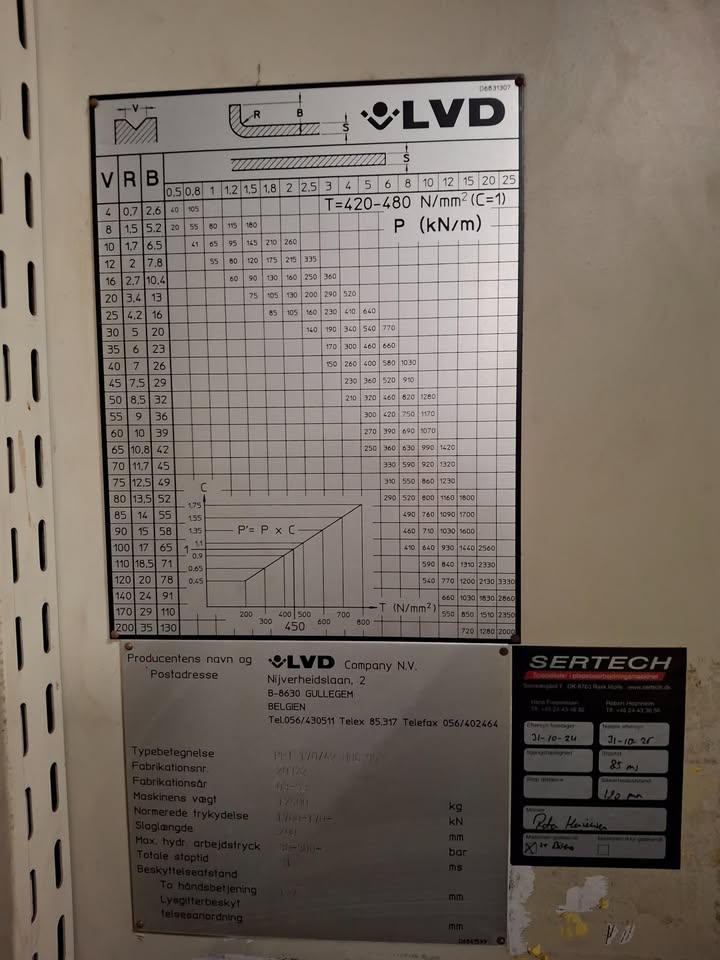 D6831307
V
R
B
S
LVD
S
V R B 0,5 0,8 1 1,2 1,5 1,8 2 2,5 3 4 5 6 8 10 12 15 20 25
T=420-480 N/mm² (C=1)
P (kN/m)
4 0,7 2,6 40 105
8 1,5 5,2 20 55 80 115 180
10 1,7 6,5 41 65 95 145 210 260
12 2 7,8 55 80 120 175 215 335
16 2,7 10,4 60 90 130 160 250 360
20 3,4 13 75 105 130 200 290 520
25 4,2 16 85 105 160 230 410 640
30 5 20 140 190 340 540 770
35 6 23 170 300 460 660
40 7 26 150 260 400 580 1030
45 7,5 29 230 360 520 910
50 8,5 32 210 320 460 820 1280
55 9 36 300 420 750 1170
60 10 39 270 390 690 1070
65 10,8 42 250 360 630 990 1420
70 11,7 45 330 590 920 1320
75 12,5 49 310 550 860 1230
80 13,5 52 290 520 800 1160 1800
85 14 55 490 760 1090 1700
90 15 58 460 710 1030 1600
100 17 65 410 640 930 1440 2560
110 18,5 71 590 840 1310 2330
120 20 78 540 770 1200 2130 3330
140 24 91 660 1030 1830 2860
170 29 110 550 850 1510 2350
200 35 130 720 1280 2000
C
1,75
1,55
1,35
1,1
1
0,9
0,65
0,45
P'= P x C
T (N/mm²)
200 400 500 700
300 600 800
450
Producentens navn og
Postadresse
LVD Company N.V.
Nijverheidslaan, 2
B-8630 GULLEGEM
BELGIEN
Tel.056/430511 Telex 85.317 Telefax 056/402464
Typebetegnelse
Fabrikationsnr.
Fabrikationsår
Maskinens vægt kg
Normerede trykydelse kN
Slaglængde mm
Max. hydr. arbejdstryck bar
Totale stoptid ms
Beskyttelseafstand
To håndsbetjening mm
Lysgitterbeskyt
telsesanordning mm
SERTECH
Specialister i pladebearbejdningsmaskiner
www.sertech.dk
Eftersyn foretaget
31-10-24
Næste eftersyn
31-10-25
Stoptid
85 ms
Sikkerhedsafstand
Stop distance
Montør